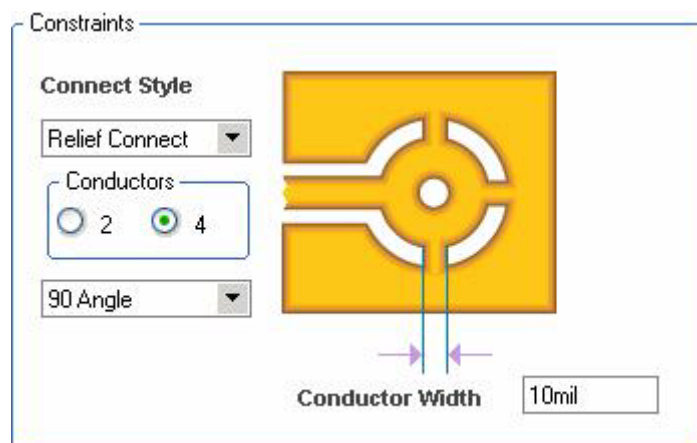 Constraints
Connect Style
Relief Connect
Conductors
2 4
90 Angle
Conductor Width 10mil